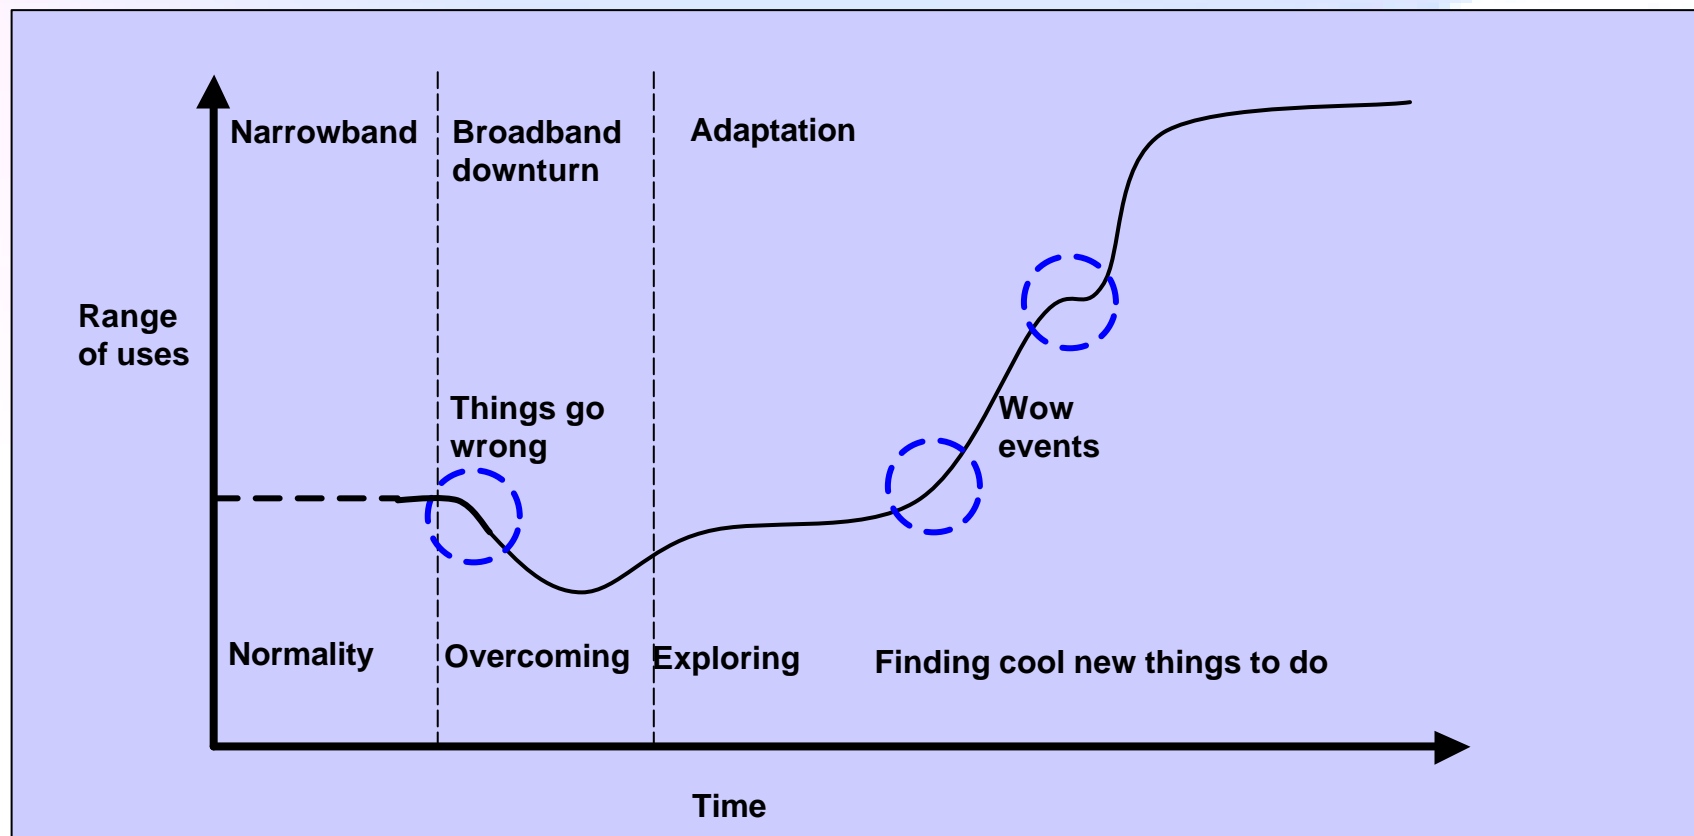 Narrowband
Broadband
downturn
Adaptation
Range
of uses
Things go
wrong
Wow
events
Normality
Overcoming
Exploring
Finding cool new things to do
Time